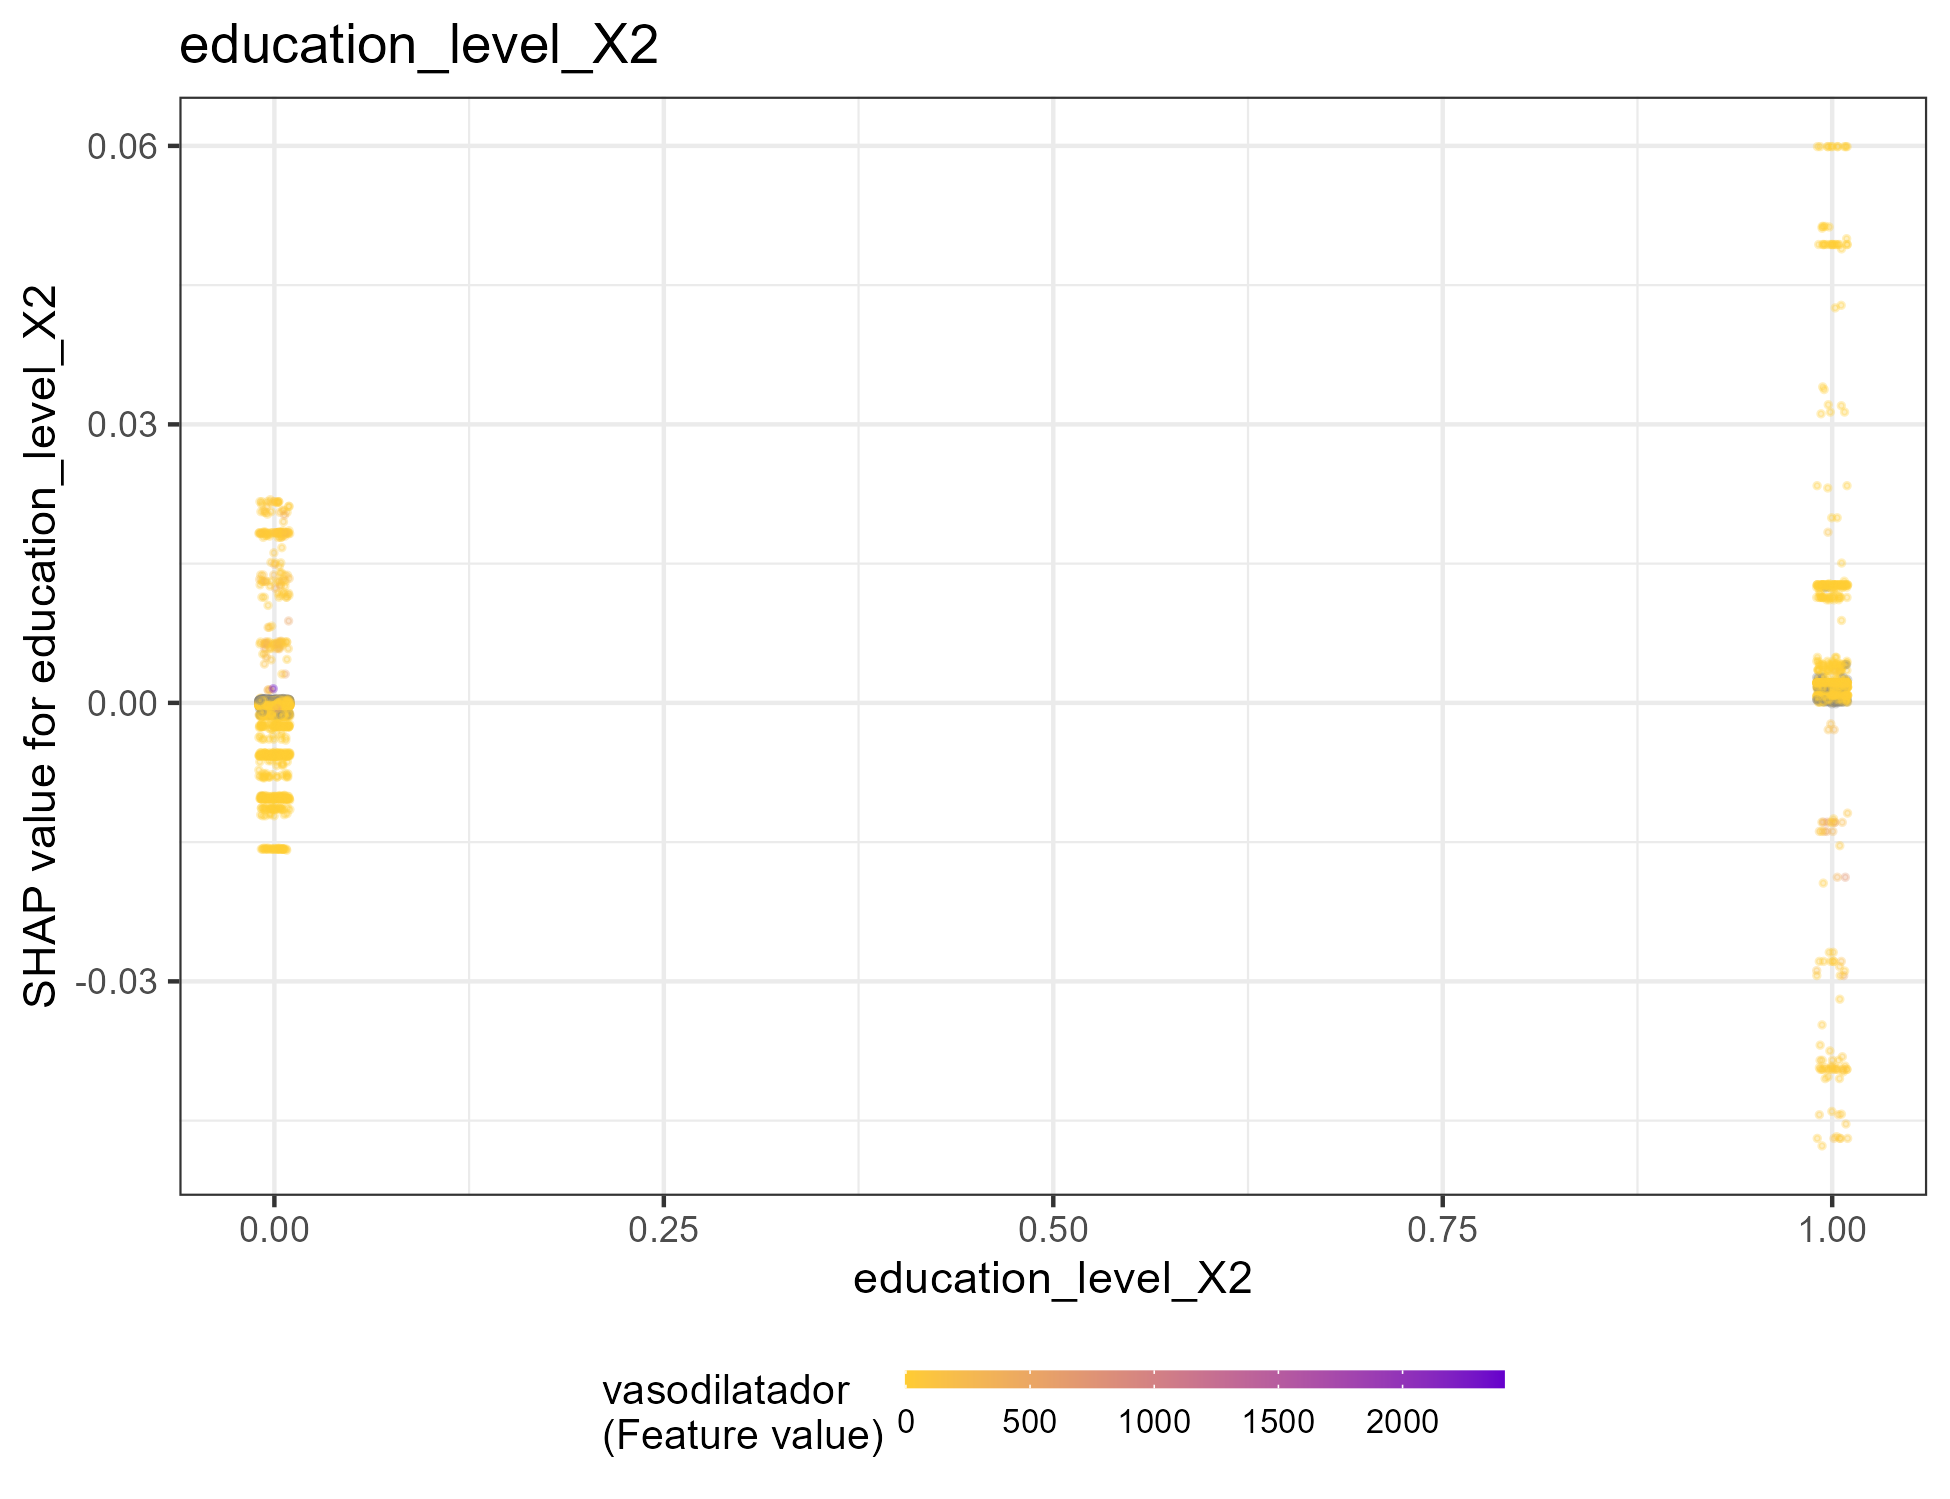 education_level_X2
0.06
0.03
0.00
-0.03
SHAP value for education_level_X2
0.00 0.25 0.50 0.75 1.00
education_level_X2
vasodilatador
(Feature value)
0 500 1000 1500 2000